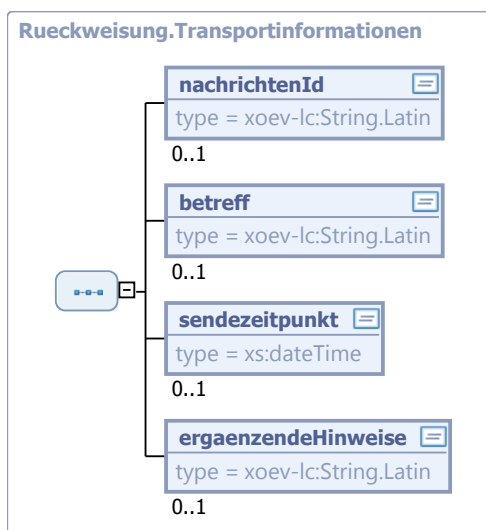 Rueckweisung.Transportinformationen
nachrichtenId
type = xoev-lc:String.Latin
0..1
betreff
type = xoev-lc:String.Latin
0..1
sendezeitpunkt
type = xs:dateTime
0..1
ergaenzendeHinweise
type = xoev-lc:String.Latin
0..1